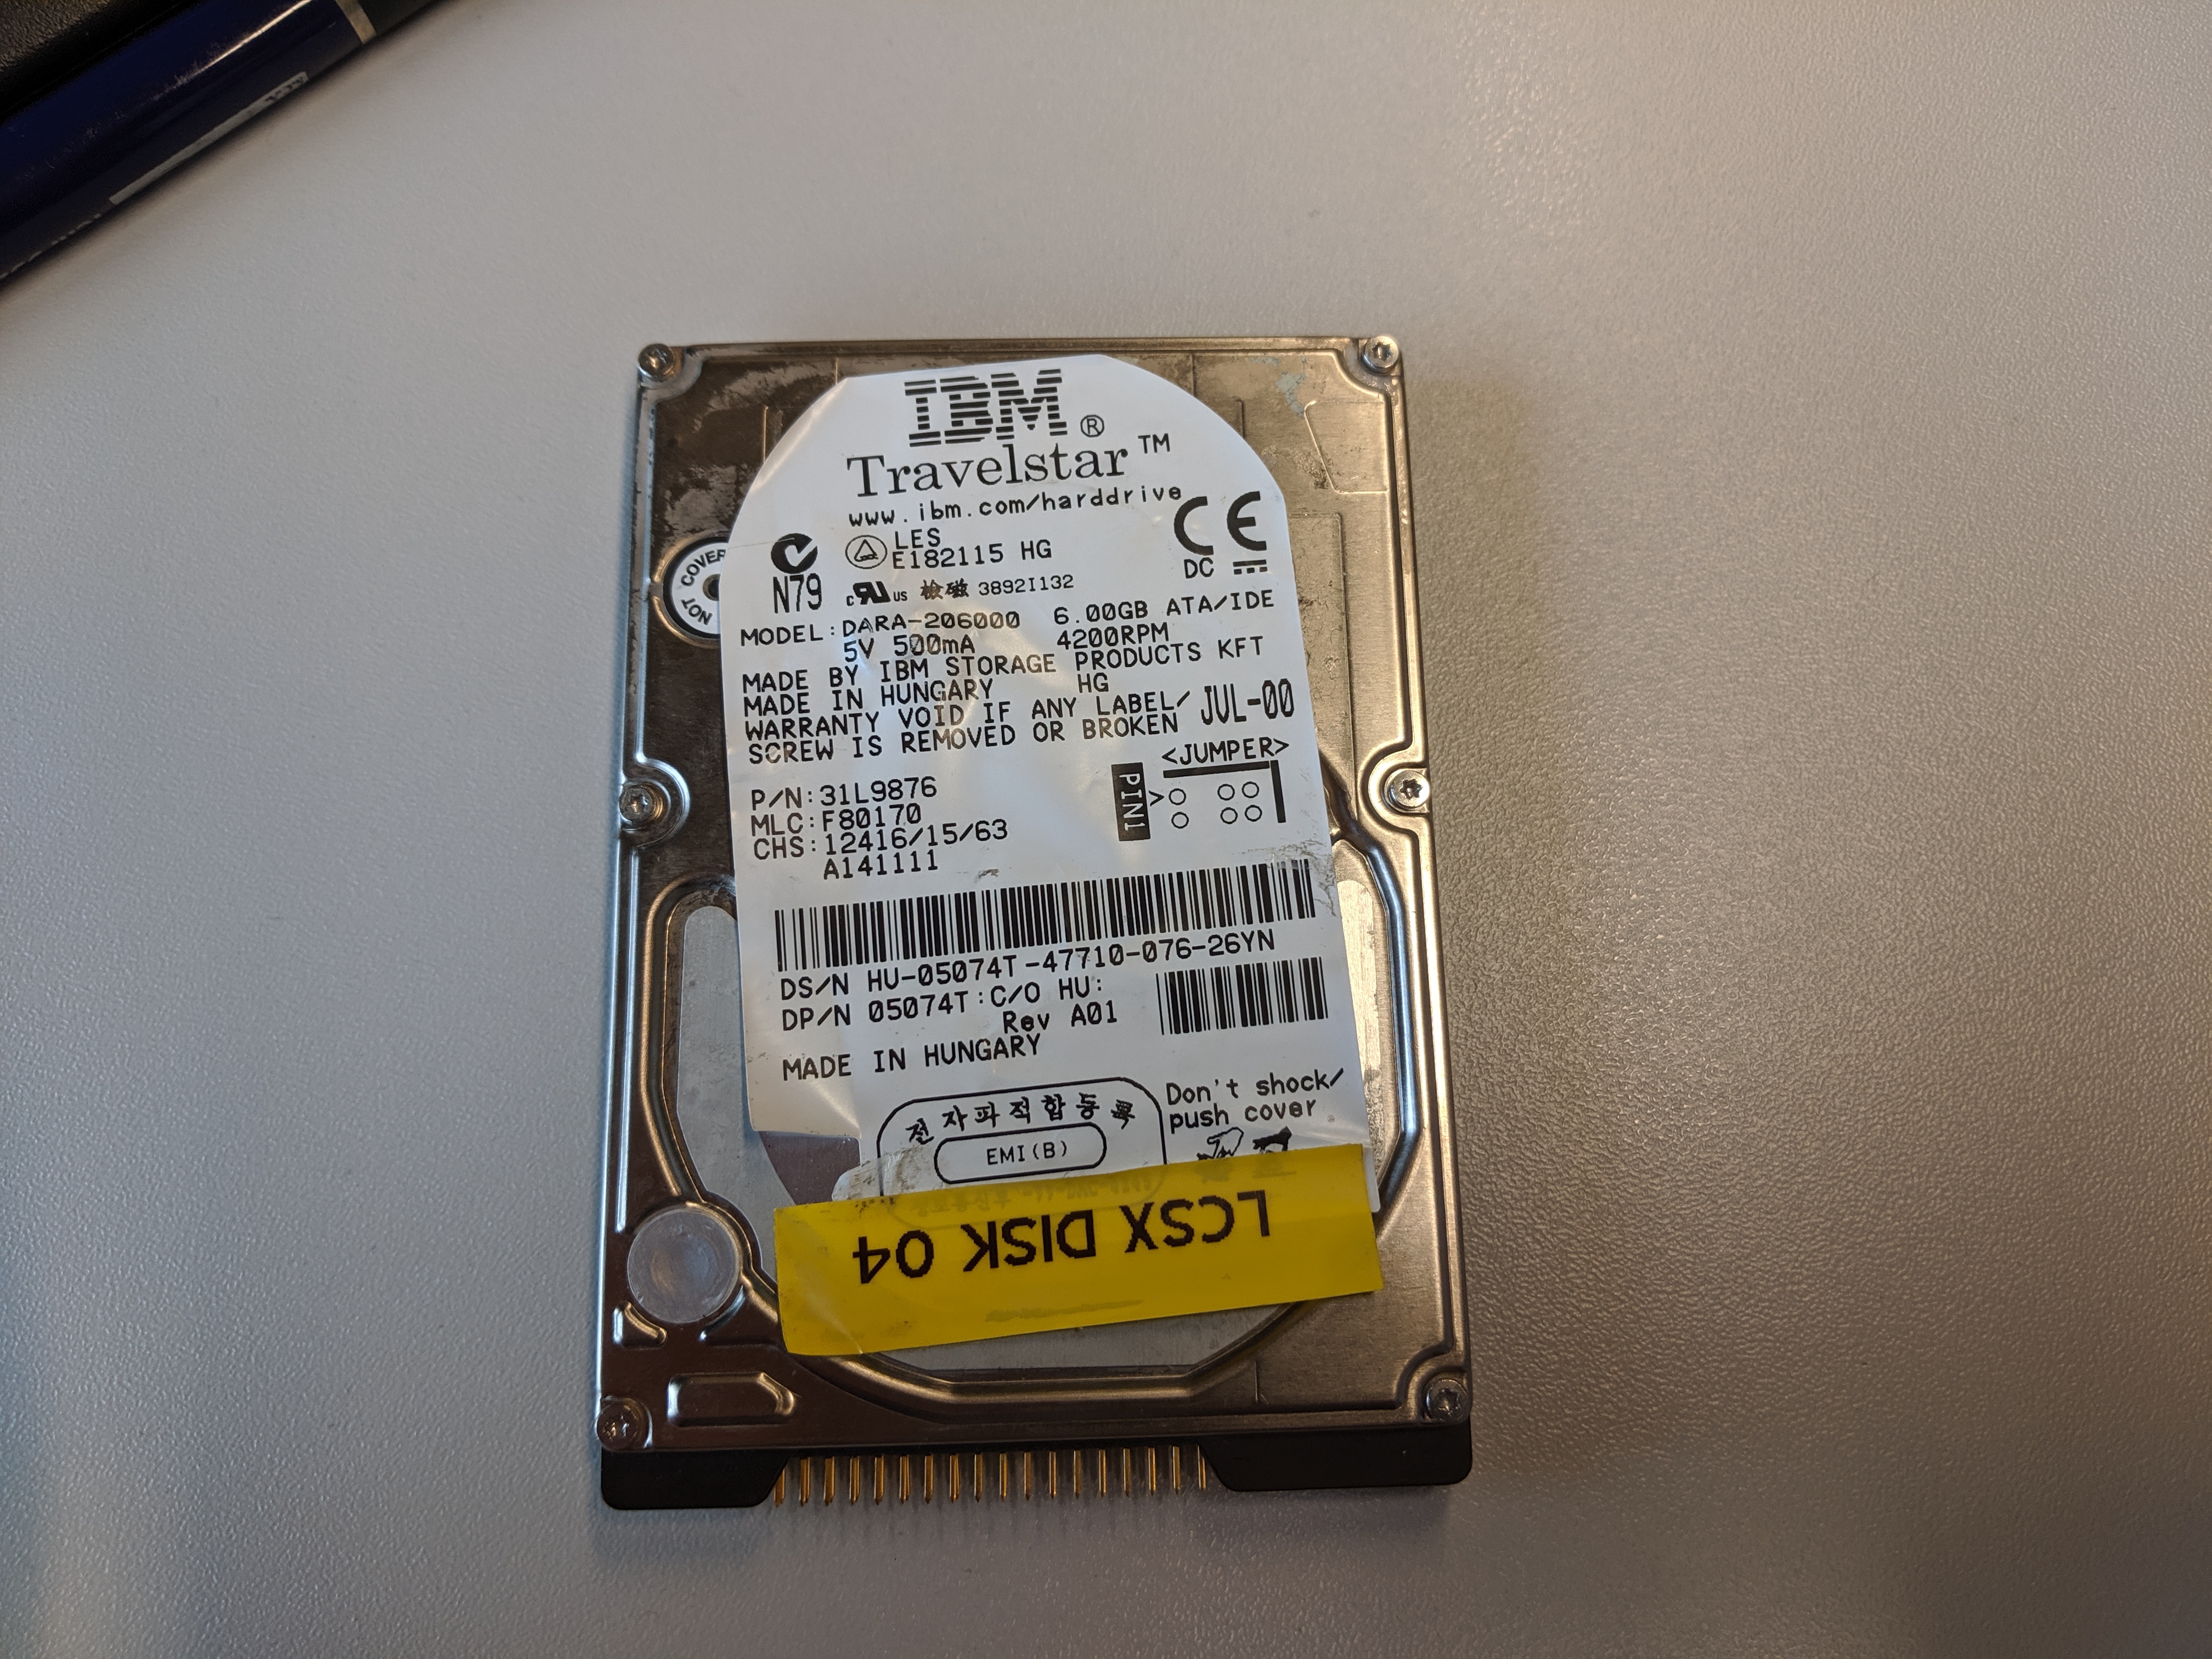 IBM ®
Travelstar ™
www.ibm.com/harddrive
LES
E182115 HG
CE
DC
N79
c RU US 檢磁 3892I132
COVER
NOT
MODEL:DARA-206000 6.00GB ATA/IDE
5V 500mA 4200RPM
MADE BY IBM STORAGE PRODUCTS KFT
MADE IN HUNGARY HG
WARRANTY VOID IF ANY LABEL/
SCREW IS REMOVED OR BROKEN
JUL-00
<JUMPER>
PIN1
P/N:31L9876
MLC:F80170
CHS:12416/15/63
A141111
DS/N HU-05074T-47710-076-26YN
DP/N 05074T:C/O HU:
Rev A01
MADE IN HUNGARY
전자파적합등록
EMI(B)
Don't shock/
push cover
LCSX DISK 04